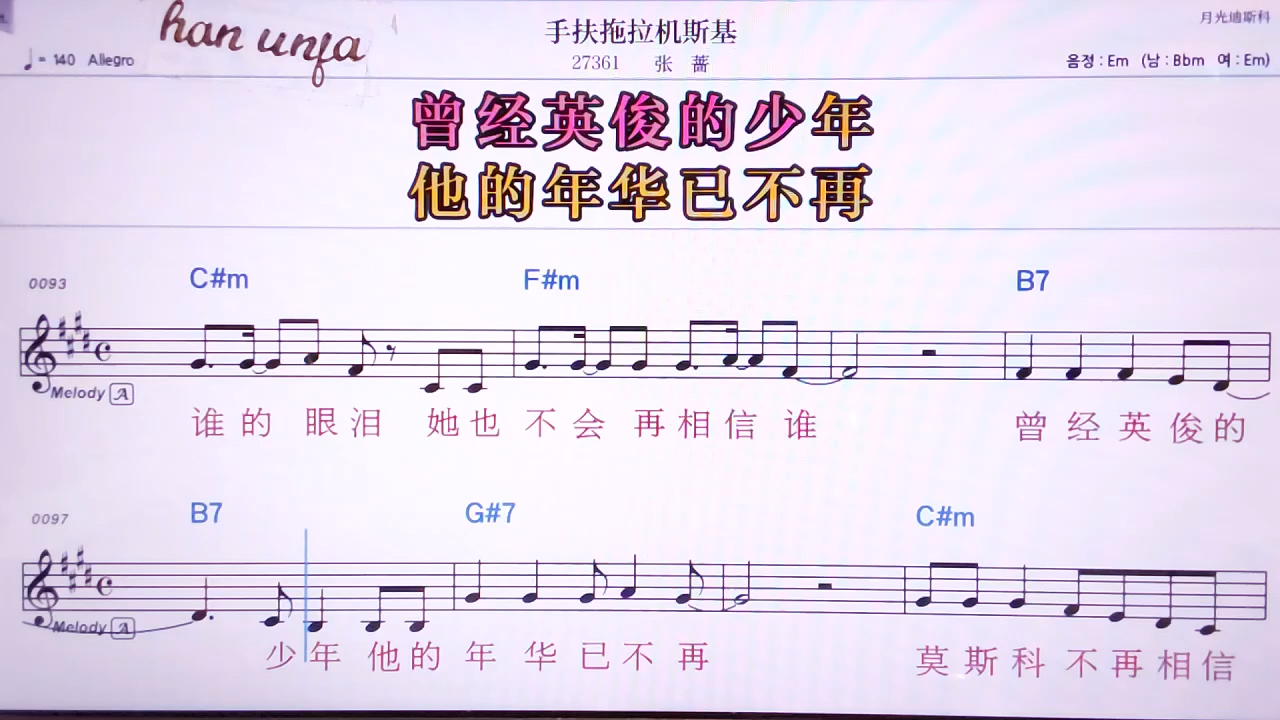 han unfa
手扶拖拉机斯基
月光迪斯科
♩= 140 Allegro
27361 张 蔷
음정 : Em (남 : Bbm 여 : Em)
曾经英俊的少年
他的年华已不再
0093 C#m F#m B7
Melody A
谁的 眼泪 她也 不会 再相信 谁 曾 经 英 俊 的
0097 B7 G#7 C#m
Melody A
少年 他的 年 华 已不 再 莫斯科 不再相信